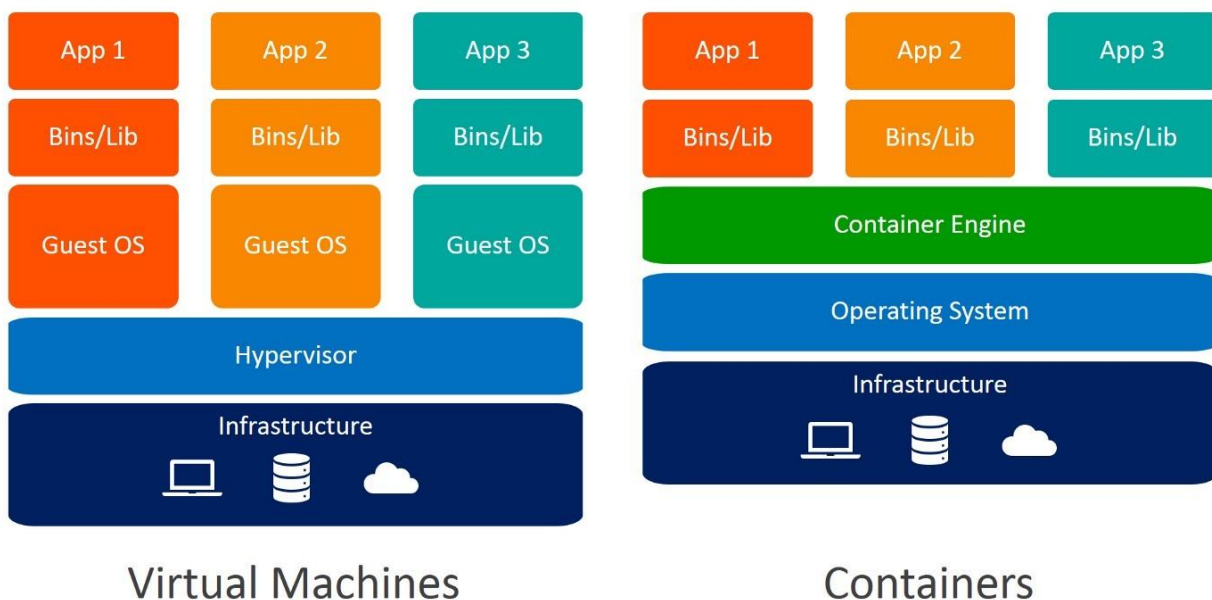 App 1
App 2
App 3
Bins/Lib
Bins/Lib
Bins/Lib
Guest OS
Guest OS
Guest OS
Hypervisor
Infrastructure
Virtual Machines
App 1
App 2
App 3
Bins/Lib
Bins/Lib
Bins/Lib
Container Engine
Operating System
Infrastructure
Containers